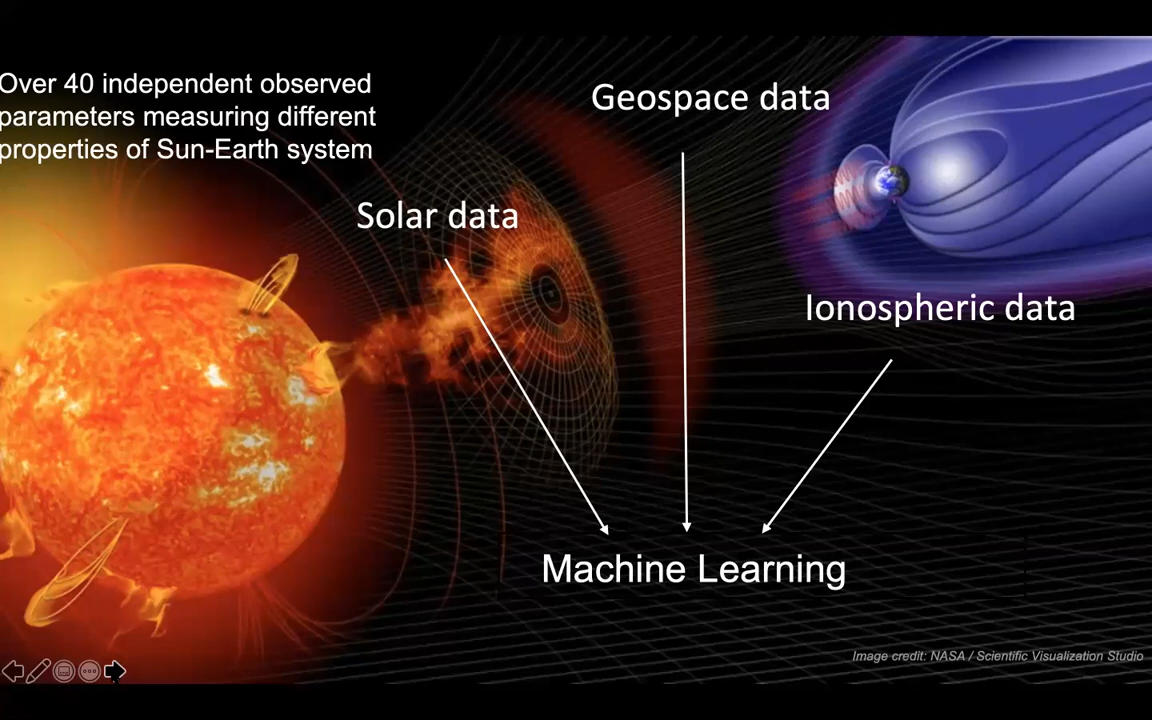 Over 40 independent observed
parameters measuring different
properties of Sun-Earth system
Geospace data
Solar data
Ionospheric data
Machine Learning
Image credit: NASA / Scientific Visualization Studio